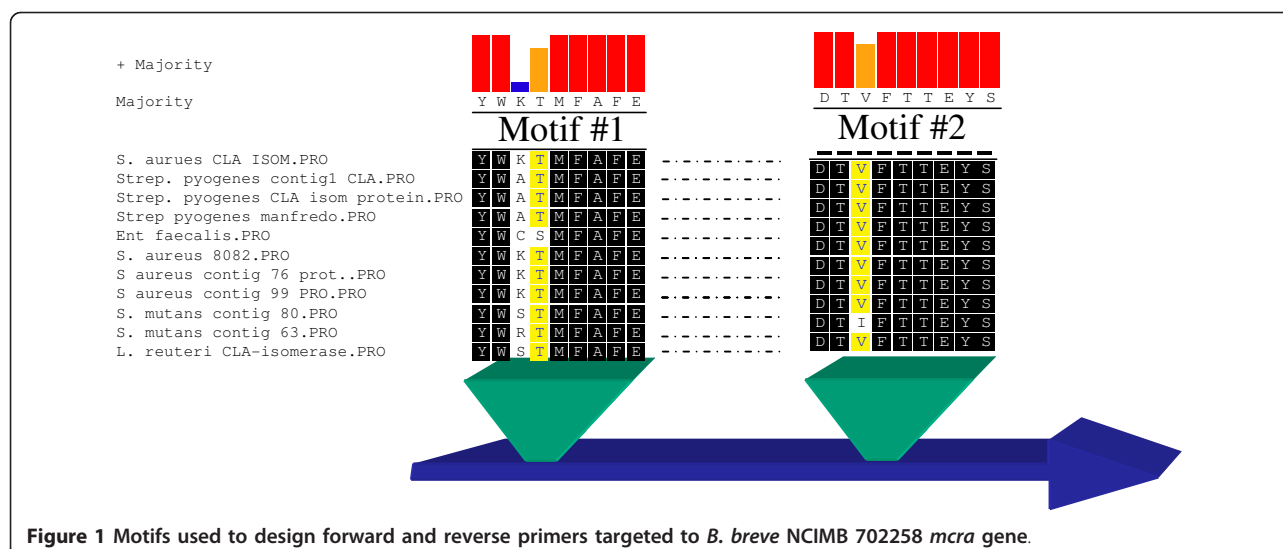 + Majority
Majority
Y W K T M F A F E
Motif #1
D T V F T T E Y S
Motif #2
S. aurues CLA ISOM.PRO Y W K T M F A F E
Strep. pyogenes contig1 CLA.PRO Y W A T M F A F E
Strep. pyogenes CLA isom protein.PRO Y W A T M F A F E
Strep pyogenes manfredo.PRO Y W A T M F A F E
Ent faecalis.PRO Y W C S M F A F E
S. aureus 8082.PRO Y W K T M F A F E
S aureus contig 76 prot..PRO Y W K T M F A F E
S aureus contig 99 PRO.PRO Y W K T M F A F E
S. mutans contig 80.PRO Y W S T M F A F E
S. mutans contig 63.PRO Y W R T M F A F E
L. reuteri CLA-isomerase.PRO Y W S T M F A F E
D T V F T T E Y S
D T V F T T E Y S
D T V F T T E Y S
D T V F T T E Y S
D T V F T T E Y S
D T V F T T E Y S
D T V F T T E Y S
D T V F T T E Y S
D T I F T T E Y S
D T V F T T E Y S
Figure 1 Motifs used to design forward and reverse primers targeted to B. breve NCIMB 702258 mcra gene.